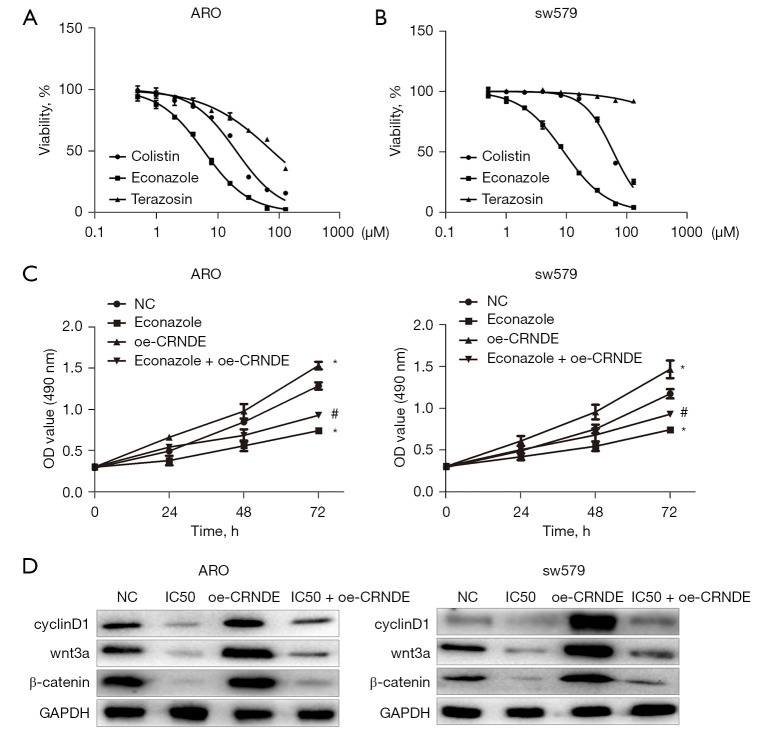 A
ARO
150
100
50
0
Viability, %
Colistin
Econazole
Terazosin
0.1 1 10 100 1000 (μM)
B
sw579
150
100
50
0
Viability, %
Colistin
Econazole
Terazosin
0.1 1 10 100 1000 (μM)
C
ARO
NC
Econazole
oe-CRNDE
Econazole + oe-CRNDE
2.0
1.5
1.0
0.5
0.0
OD value (490 nm)
*
#
*
0 24 48 72
Time, h
sw579
NC
Econazole
oe-CRNDE
Econazole + oe-CRNDE
2.0
1.5
1.0
0.5
0.0
OD value (490 nm)
*
#
*
0 24 48 72
Time, h
D
ARO
NC IC50 oe-CRNDE IC50 + oe-CRNDE
cyclinD1
wnt3a
β-catenin
GAPDH
sw579
NC IC50 oe-CRNDE IC50 + oe-CRNDE
cyclinD1
wnt3a
β-catenin
GAPDH